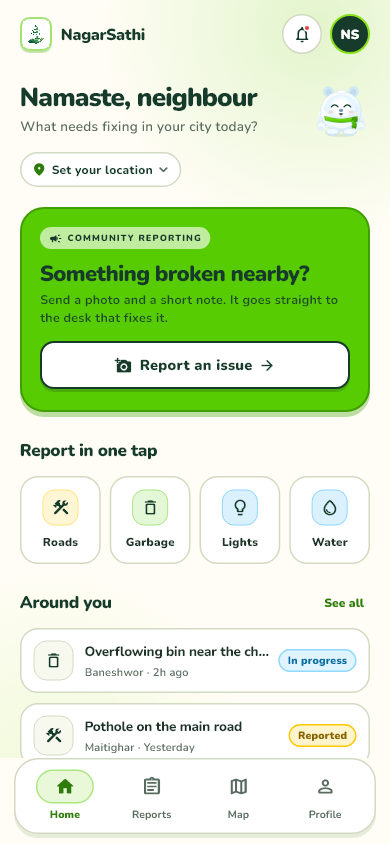 NagarSathi
NS
Namaste, neighbour
What needs fixing in your city today?
Set your location
COMMUNITY REPORTING
Something broken nearby?
Send a photo and a short note. It goes straight to
the desk that fixes it.
Report an issue
Report in one tap
Roads
Garbage
Lights
Water
Around you
See all
Overflowing bin near the ch...
In progress
Baneshwor · 2h ago
Pothole on the main road
Reported
Maitighar · Yesterday
Home
Reports
Map
Profile